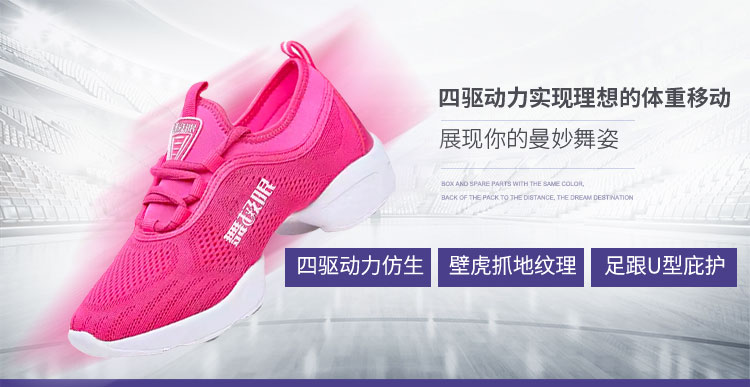 四驱动力实现理想的体重移动
展现你的曼妙舞姿
BOX AND SPARE PARTS WITH THE SAME COLOR,
BACK OF THE PACK TO THE DISTANCE, THE DREAM DESTINATION
四驱动力仿生
壁虎抓地纹理
足跟U型庇护